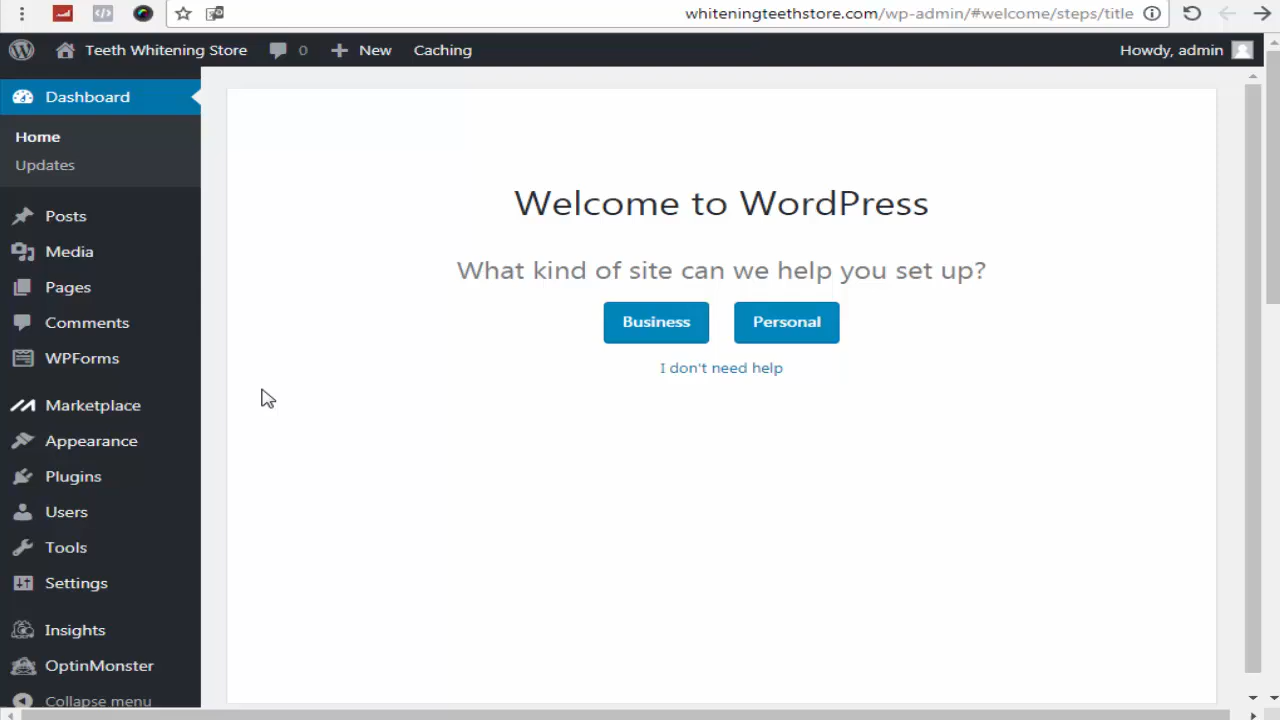 whiteningteethstore.com/wp-admin/#welcome/steps/title
Teeth Whitening Store 0 New Caching Howdy, admin
Dashboard
Home
Updates
Posts
Media
Pages
Comments
WPForms
Marketplace
Appearance
Plugins
Users
Tools
Settings
Insights
OptinMonster
Collapse menu
Welcome to WordPress
What kind of site can we help you set up?
Business Personal
I don't need help